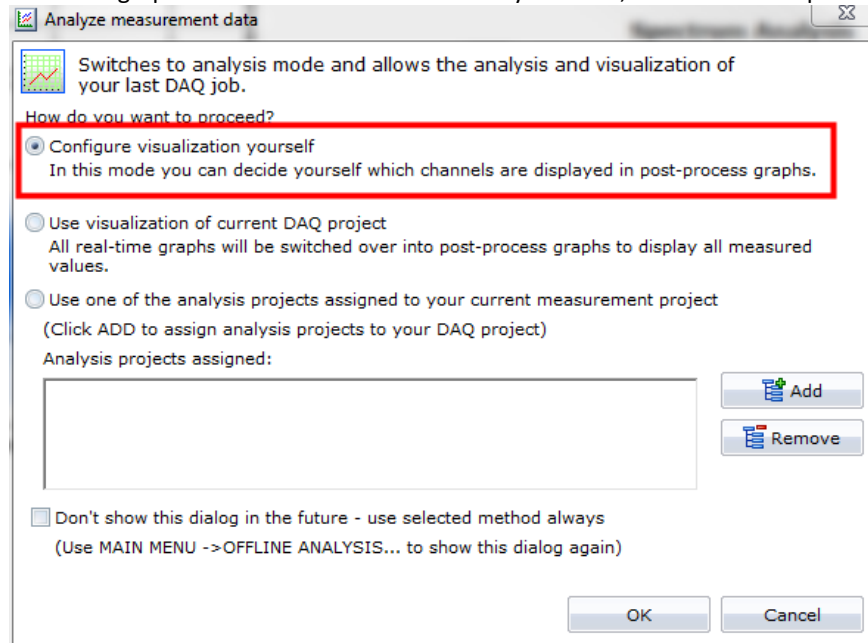 Analyze measurement data
Switches to analysis mode and allows the analysis and visualization of
your last DAQ job.
How do you want to proceed?
Configure visualization yourself
In this mode you can decide yourself which channels are displayed in post-process graphs.
Use visualization of current DAQ project
All real-time graphs will be switched over into post-process graphs to display all measured
values.
Use one of the analysis projects assigned to your current measurement project
(Click ADD to assign analysis projects to your DAQ project)
Analysis projects assigned:
Add
Remove
Don't show this dialog in the future - use selected method always
(Use MAIN MENU ->OFFLINE ANALYSIS... to show this dialog again)
OK
Cancel